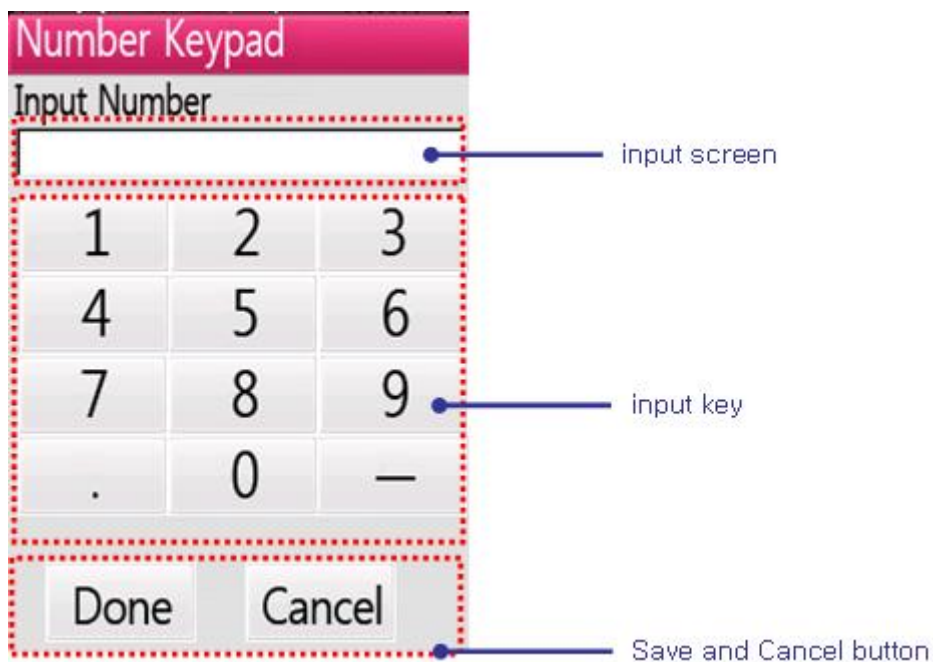 Number Keypad
Input Number
input screen
1 2 3
4 5 6
7 8 9
input key
. 0 —
Done Cancel
Save and Cancel button